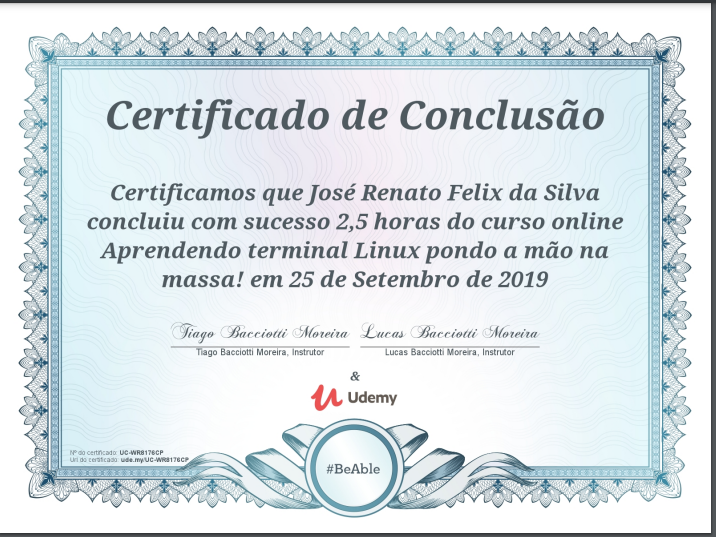 Certificado de Conclusão
Certificamos que José Renato Felix da Silva
concluiu com sucesso 2,5 horas do curso online
Aprendendo terminal Linux pondo a mão na
massa! em 25 de Setembro de 2019
Tiago Bacciotti Moreira Lucas Bacciotti Moreira
Tiago Bacciotti Moreira, Instrutor Lucas Bacciotti Moreira, Instrutor
&
Udemy
Nº do certificado: UC-WR8176CP
Url do certificado: ude.my/UC-WR8176CP
#BeAble